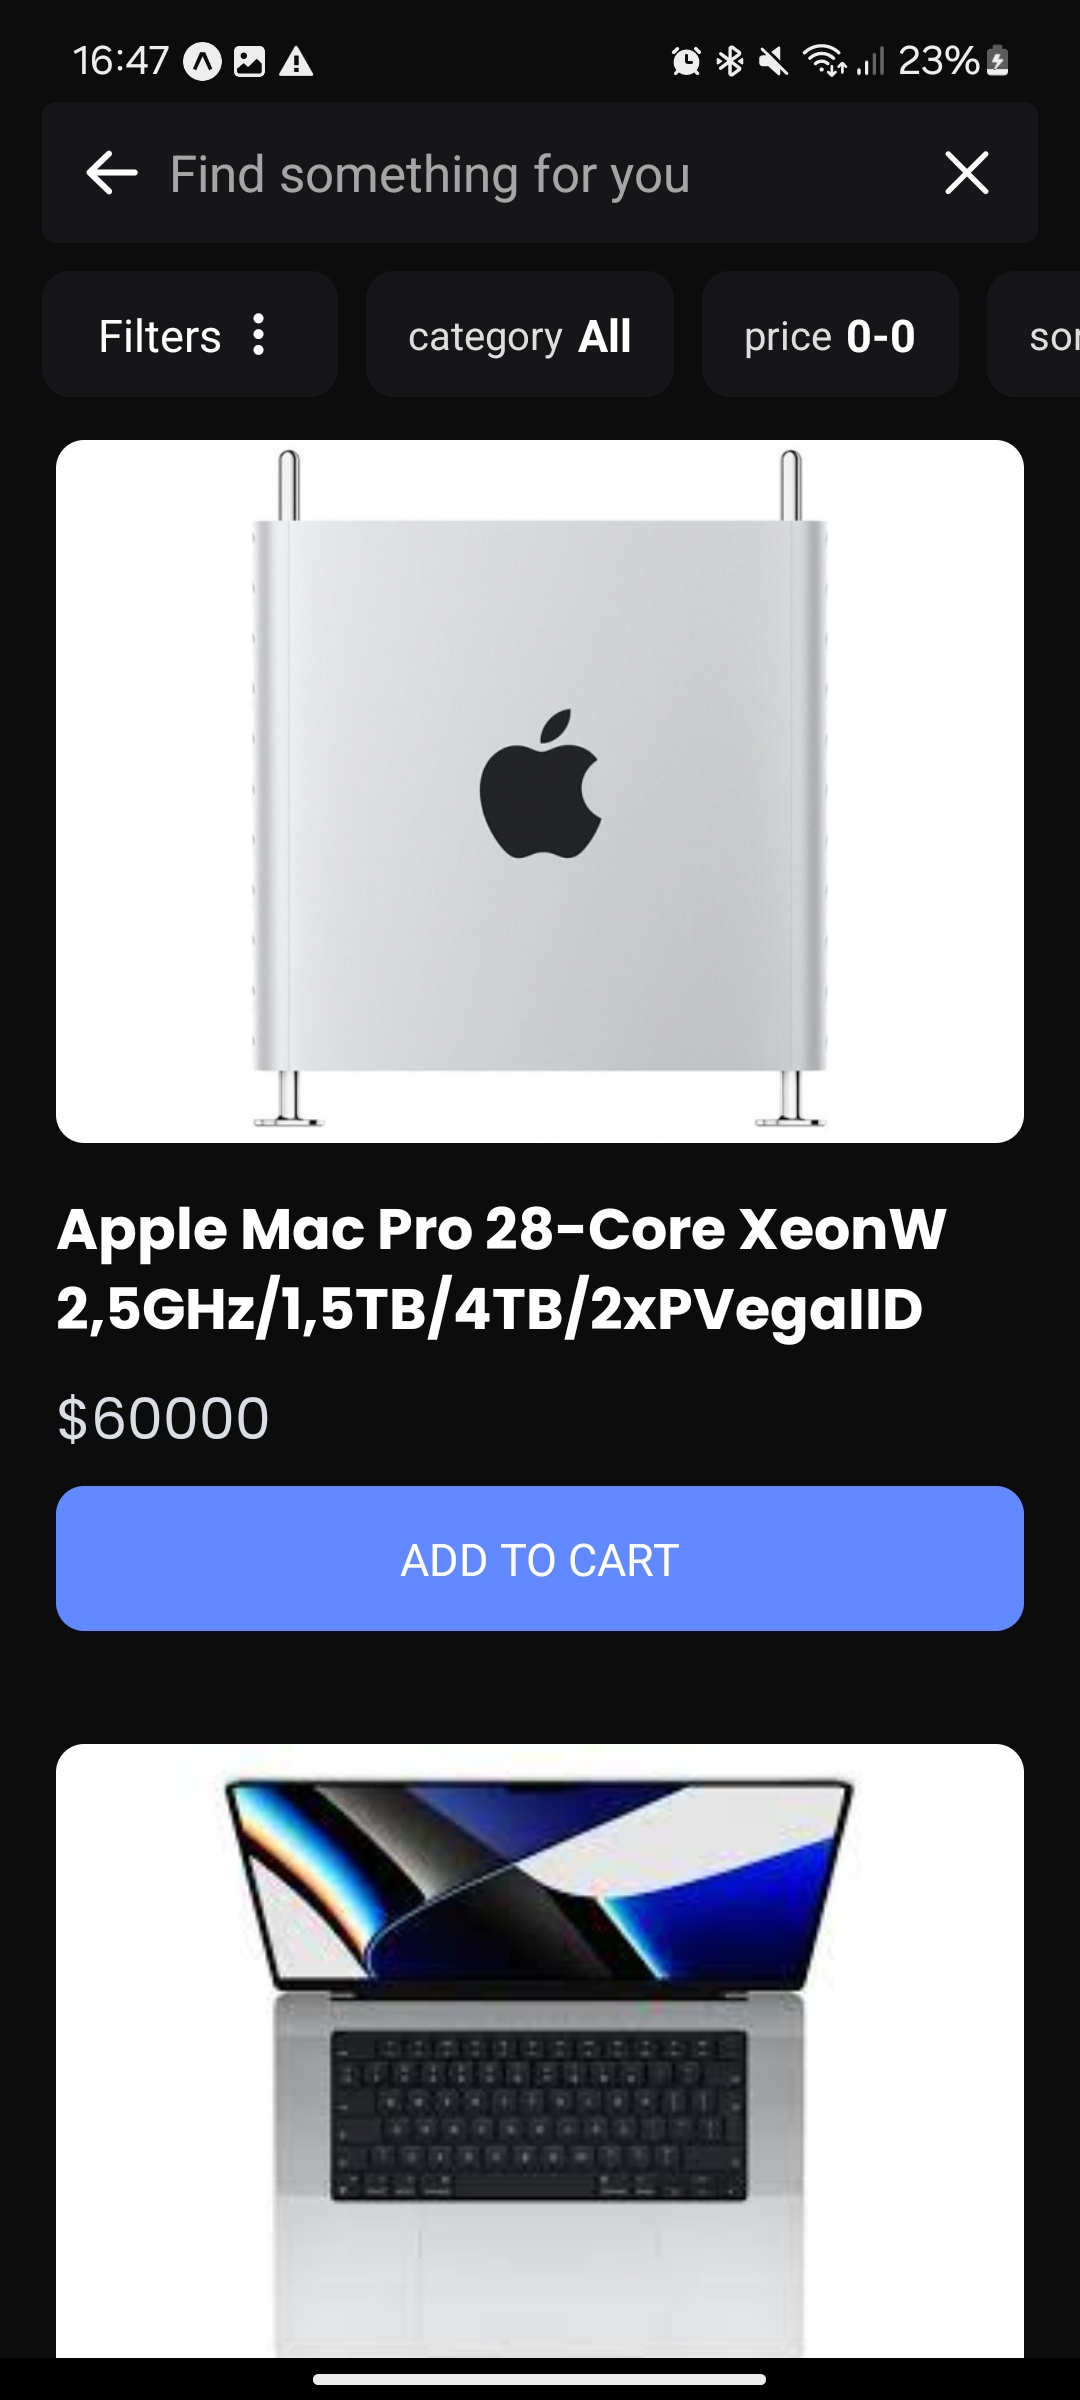 16:47 23%
Find something for you
Filters category All price 0-0
Apple Mac Pro 28-Core XeonW
2,5GHz/1,5TB/4TB/2xPVegaIID
$60000
ADD TO CART